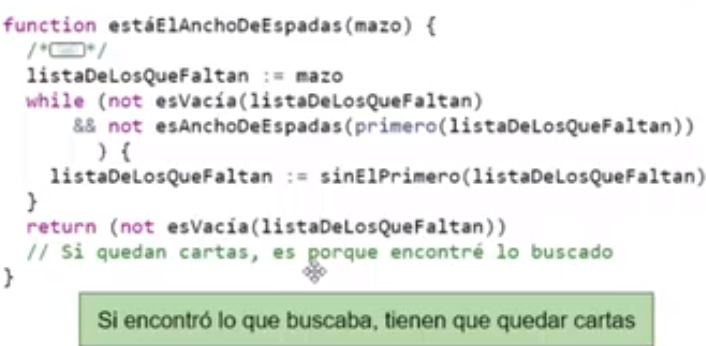 function estáElAnchoDeEspadas(mazo) {
/**/
listaDeLosQueFaltan := mazo
while (not esVacía(listaDeLosQueFaltan)
&& not esAnchoDeEspadas(primero(listaDeLosQueFaltan))
) {
listaDeLosQueFaltan := sinElPrimero(listaDeLosQueFaltan)
}
return (not esVacía(listaDeLosQueFaltan))
// Si quedan cartas, es porque encontré lo buscado
}
Si encontró lo que buscaba, tienen que quedar cartas